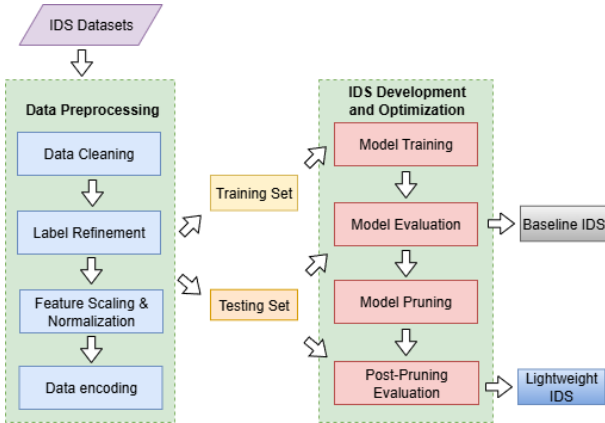 IDS Datasets
Data Preprocessing
Data Cleaning
Label Refinement
Feature Scaling &
Normalization
Data encoding
Training Set
Testing Set
IDS Development
and Optimization
Model Training
Model Evaluation
Model Pruning
Post-Pruning
Evaluation
Baseline IDS
Lightweight
IDS